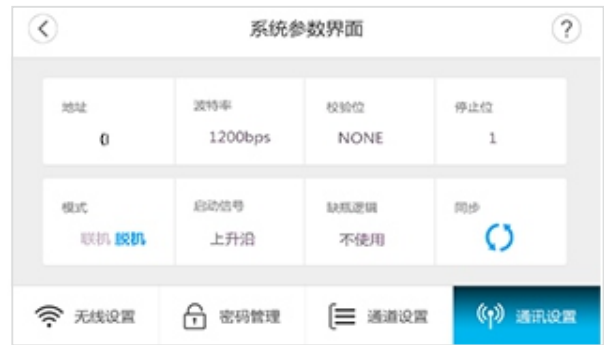 系统参数界面
?
地址 波特率 校验位 停止位
0 1200bps NONE 1
模式 启动信号 缺瓶逻辑 同步
联机 脱机 上升沿 不使用
无线设置 密码管理 通道设置 通讯设置